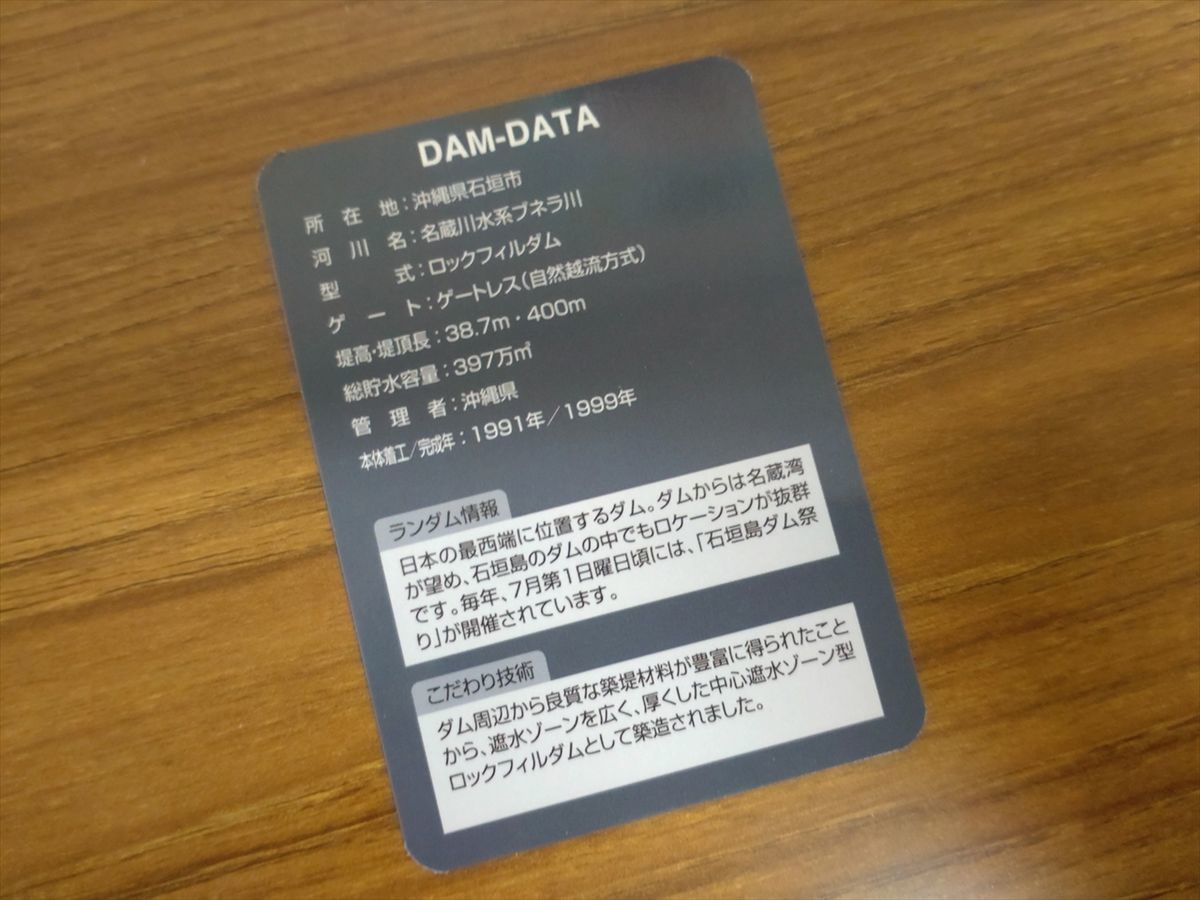 DAM-DATA
所在地：沖縄県石垣市
河川名：名蔵川水系ブネラ川
型式：ロックフィルダム
ゲート：ゲートレス（自然越流方式）
堤高・堤頂長：38.7m・400m
総貯水容量：397万㎥
管理者：沖縄県
本体着工／完成年：1991年／1999年
ランダム情報
日本の最西端に位置するダム。ダムからは名蔵湾
が望め、石垣島のダムの中でもロケーションが抜群
です。毎年、7月第1日曜日頃には、「石垣島ダム祭
り」が開催されています。
こだわり技術
ダム周辺から良質な築堤材料が豊富に得られたこと
から、遮水ゾーンを広く、厚くした中心遮水ゾーン型
ロックフィルダムとして築造されました。